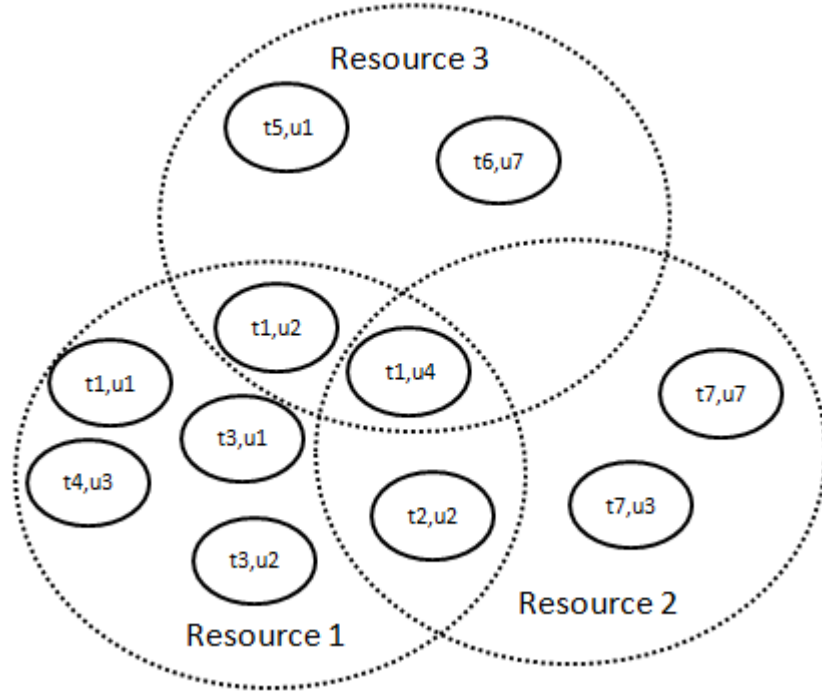 Resource 3
t5,u1
t6,u7
t1,u2
t1,u4
t1,u1
t7,u7
t3,u1
t4,u3
t7,u3
t2,u2
t3,u2
Resource 2
Resource 1